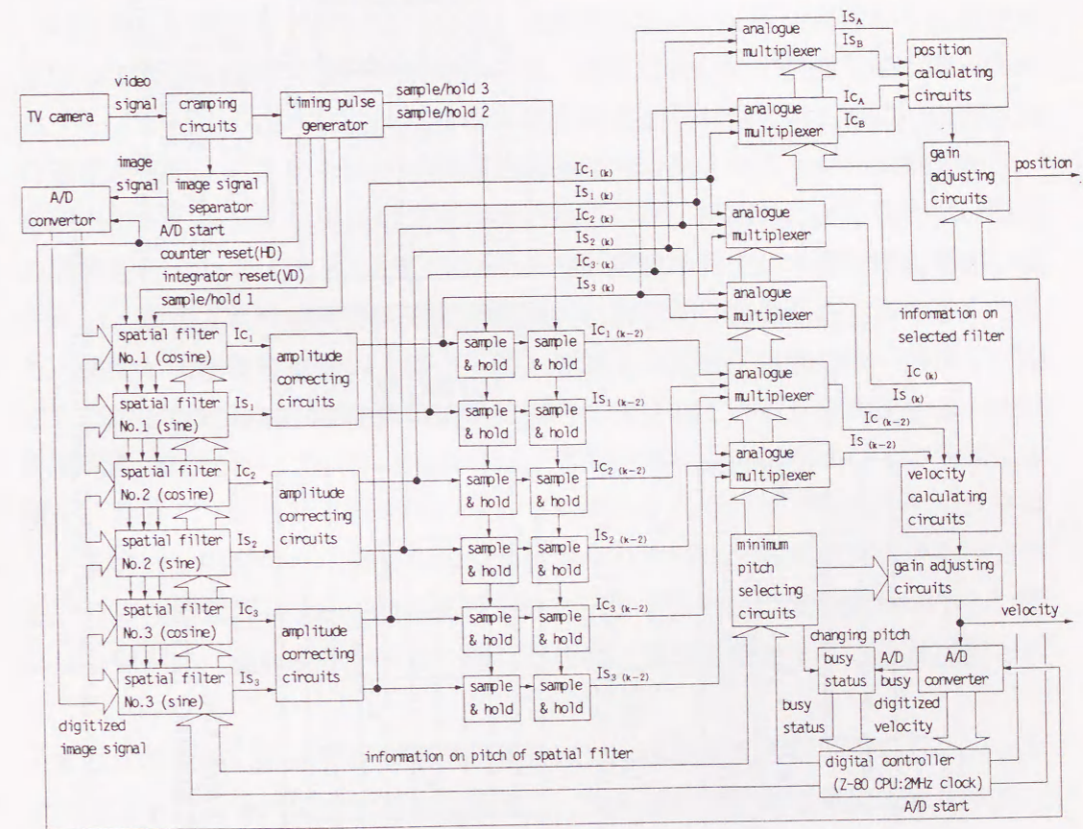 TV camera
video
signal
cramping
circuits
timing pulse
generator
sample/hold 3
sample/hold 2
image
signal
image signal
separator
A/D
convertor
A/D start
counter reset(HD)
integrator reset(VD)
sample/hold 1
analogue
multiplexer
IsA
IsB
analogue
multiplexer
IcA
IcB
position
calculating
circuits
gain
adjusting
circuits
position
Ic1 (k)
Is1 (k)
Ic2 (k)
Is2 (k)
Ic3 (k)
Is3 (k)
analogue
multiplexer
analogue
multiplexer
analogue
multiplexer
analogue
multiplexer
information on
selected filter
Ic (k)
Is (k)
Ic (k-2)
Is (k-2)
spatial filter
No.1 (cosine)
Ic1
spatial filter
No.1 (sine)
Is1
amplitude
correcting
circuits
spatial filter
No.2 (cosine)
Ic2
spatial filter
No.2 (sine)
Is2
amplitude
correcting
circuits
spatial filter
No.3 (cosine)
Ic3
spatial filter
No.3 (sine)
Is3
amplitude
correcting
circuits
sample
& hold
sample
& hold
Ic1 (k-2)
sample
& hold
sample
& hold
Is1 (k-2)
sample
& hold
sample
& hold
Ic2 (k-2)
sample
& hold
sample
& hold
Is2 (k-2)
sample
& hold
sample
& hold
Ic3 (k-2)
sample
& hold
sample
& hold
Is3 (k-2)
velocity
calculating
circuits
minimum
pitch
selecting
circuits
gain adjusting
circuits
velocity
changing pitch
busy
status
A/D
busy
A/D
converter
busy
status
digitized
velocity
digitized
image signal
information on pitch of spatial filter
digital controller
(Z-80 CPU:2MHz clock)
A/D start